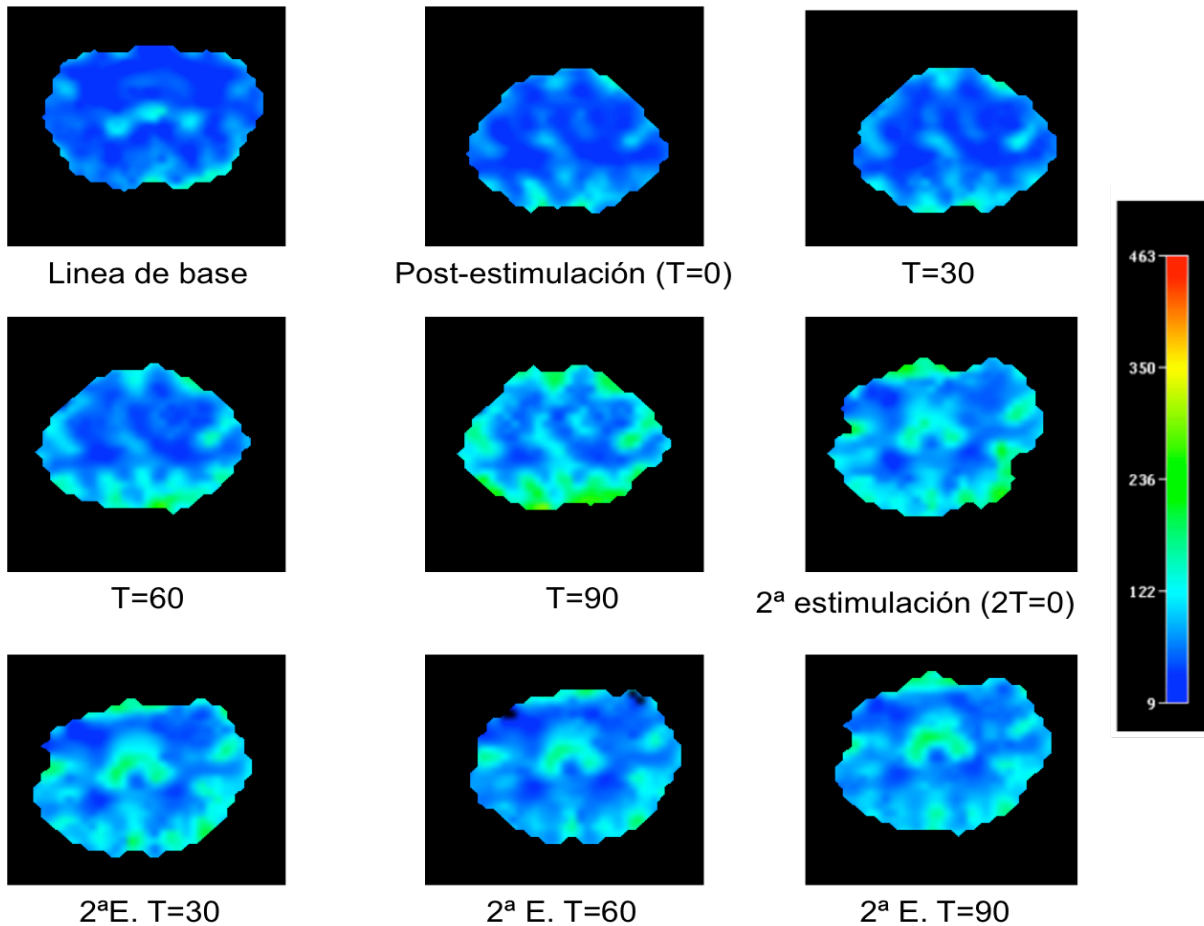 Linea de base
Post-estimulación (T=0)
T=30
T=60
T=90
2ª estimulación (2T=0)
2ªE. T=30
2ª E. T=60
2ª E. T=90
463
350
236
122
9